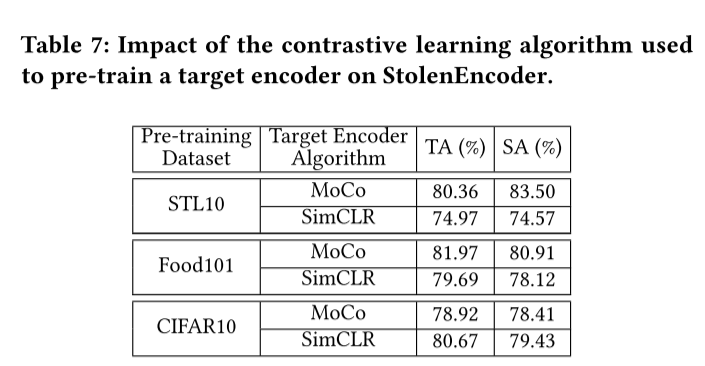 Table 7: Impact of the contrastive learning algorithm used
to pre-train a target encoder on StolenEncoder.
Pre-training Dataset Target Encoder Algorithm TA (%) SA (%)
STL10 MoCo 80.36 83.50
SimCLR 74.97 74.57
Food101 MoCo 81.97 80.91
SimCLR 79.69 78.12
CIFAR10 MoCo 78.92 78.41
SimCLR 80.67 79.43